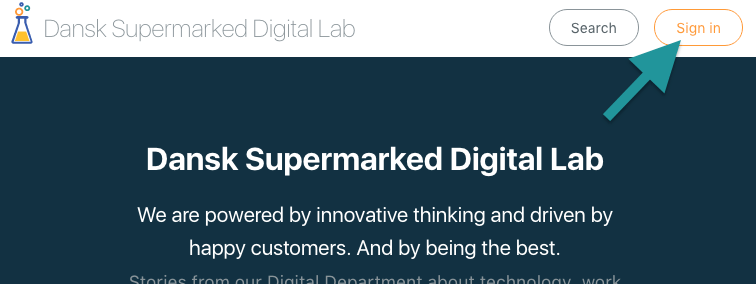 Dansk Supermarked Digital Lab
Search
Sign in
Dansk Supermarked Digital Lab
We are powered by innovative thinking and driven by
happy customers. And by being the best.
Stories from our Digital Department about technology, work